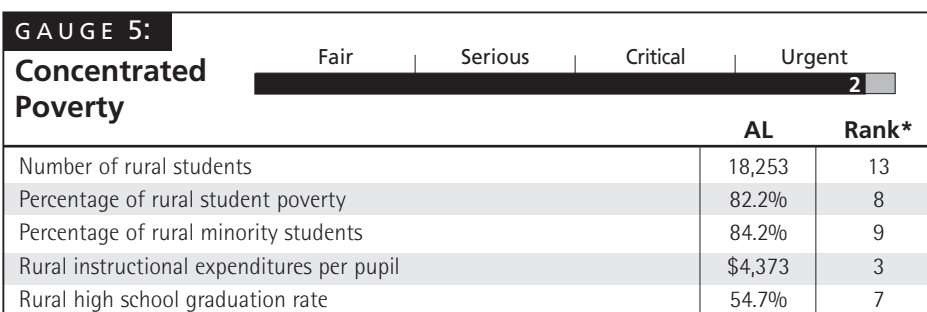 GAUGE 5:
Concentrated
Poverty
Fair Serious Critical Urgent
2
AL Rank*
Number of rural students 18,253 13
Percentage of rural student poverty 82.2% 8
Percentage of rural minority students 84.2% 9
Rural instructional expenditures per pupil $4,373 3
Rural high school graduation rate 54.7% 7